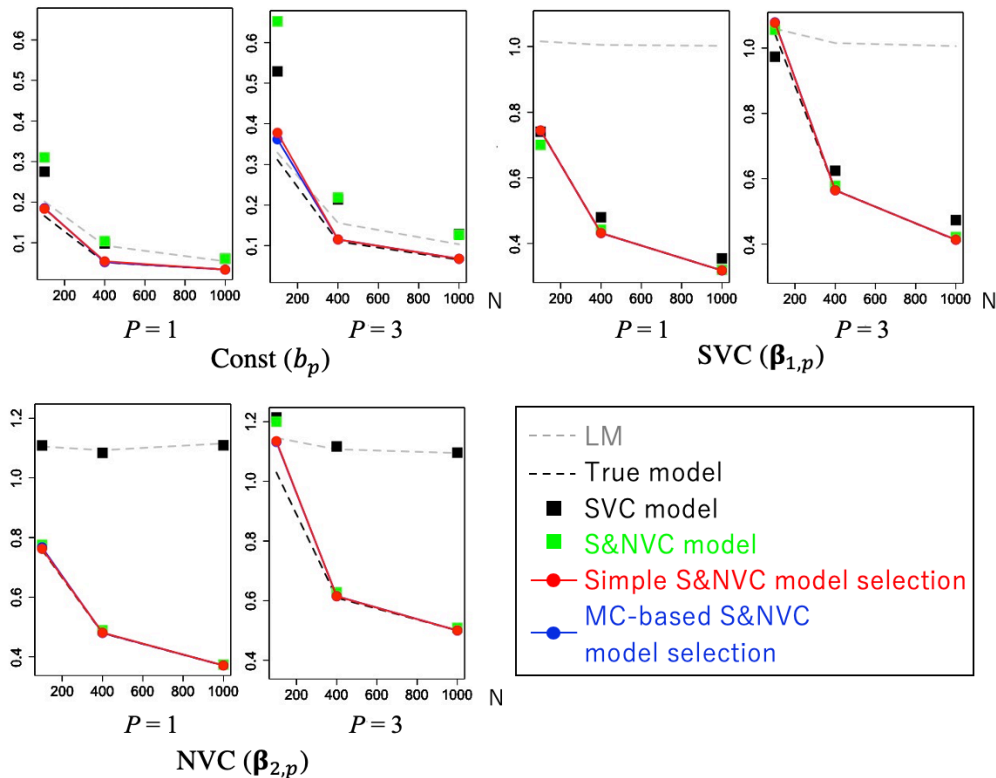 0.6
0.5
0.4
0.3
0.2
0.1
200 400 600 800 1000
P = 1
0.6
0.5
0.4
0.3
0.2
0.1
200 400 600 800 1000 N
P = 3
Const (bₚ)
1.0
0.8
0.6
0.4
200 400 600 800 1000
P = 1
1.0
0.8
0.6
0.4
200 400 600 800 1000 N
P = 3
SVC (β₁,ₚ)
1.2
1.0
0.8
0.6
0.4
200 400 600 800 1000
P = 1
1.2
1.0
0.8
0.6
0.4
200 400 600 800 1000 N
P = 3
NVC (β₂,ₚ)
LM
True model
SVC model
S&NVC model
Simple S&NVC model selection
MC-based S&NVC
model selection